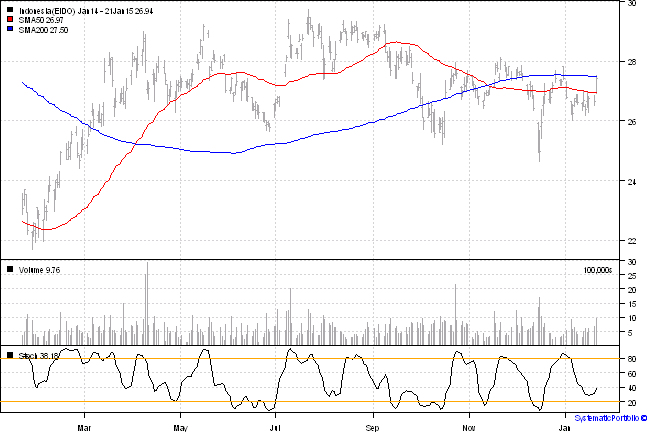 Indonesia(EIDO) Jan14 - 21Jan15 26.94
SMA50 26.97
SMA200 27.50
30
28
26
24
22
Volume 9.76
100,000s
30
25
20
15
10
5
Stoch 38.18
80
60
40
20
Mar May Jul Sep Nov Jan
SystematicPortfolio ©